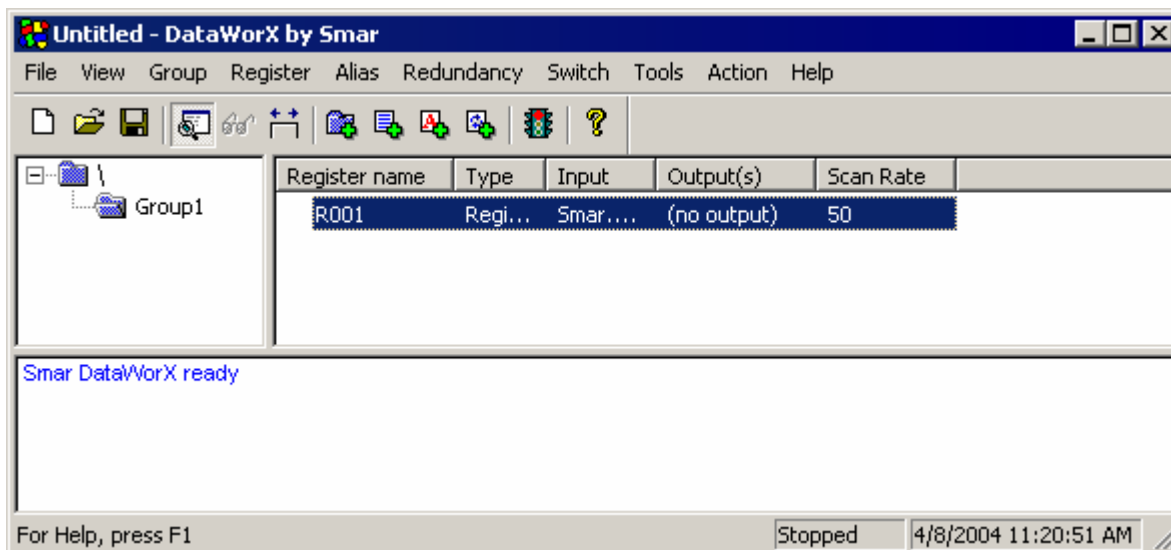 Untitled - DataWorX by Smar
File View Group Register Alias Redundancy Switch Tools Action Help
\
Group1
Register name Type Input Output(s) Scan Rate
R001 Regi... Smar.... (no output) 50
Smar DataWorX ready
For Help, press F1 Stopped 4/8/2004 11:20:51 AM